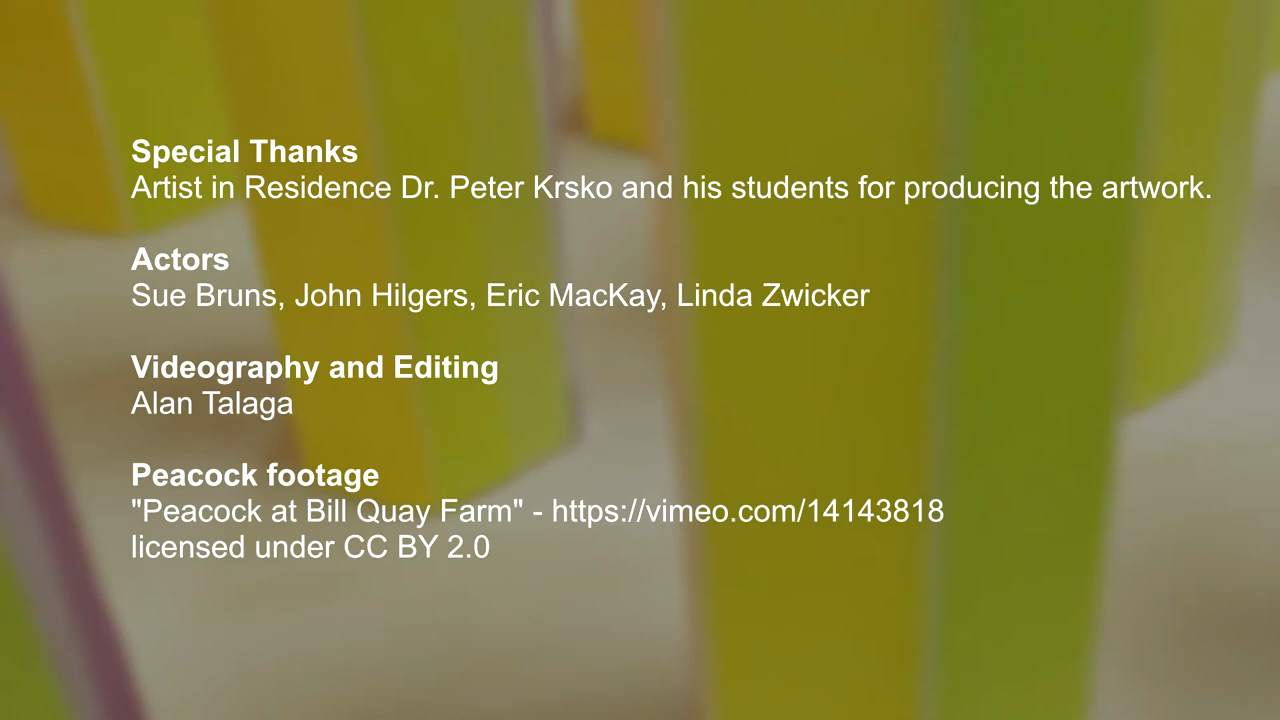 Special Thanks
Artist in Residence Dr. Peter Krsko and his students for producing the artwork.
Actors
Sue Bruns, John Hilgers, Eric MacKay, Linda Zwicker
Videography and Editing
Alan Talaga
Peacock footage
"Peacock at Bill Quay Farm" - https://vimeo.com/14143818
licensed under CC BY 2.0